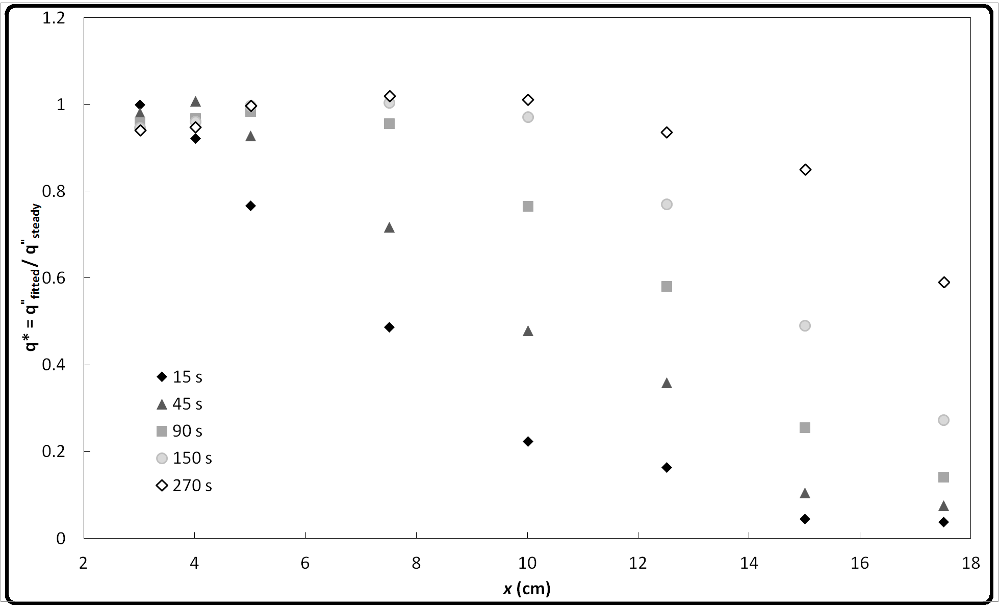 1.2
1
0.8
0.6
0.4
0.2
0
q* = q"fitted / q"steady
15 s
45 s
90 s
150 s
270 s
2 4 6 8 10 12 14 16 18
x (cm)